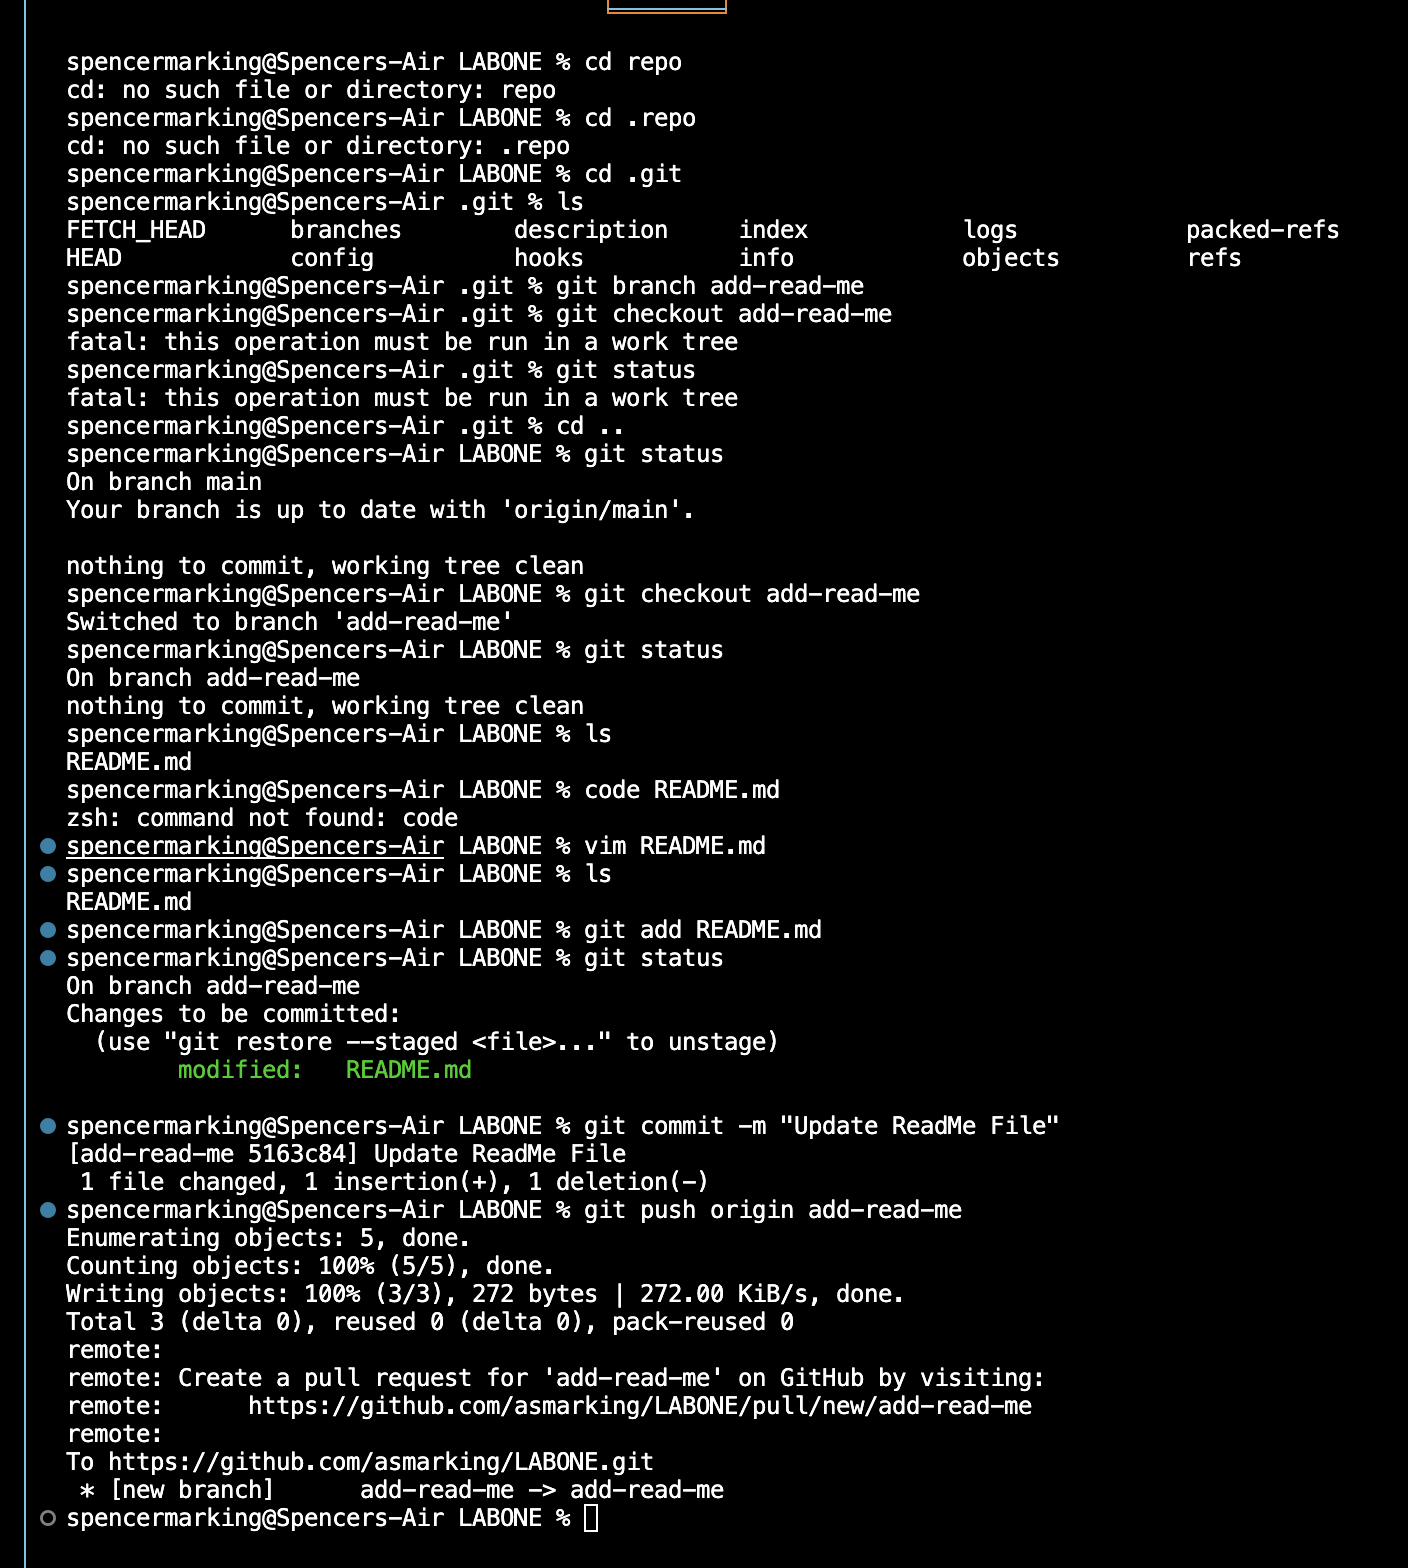 spencermarking@Spencers-Air LABONE % cd repo
cd: no such file or directory: repo
spencermarking@Spencers-Air LABONE % cd .repo
cd: no such file or directory: .repo
spencermarking@Spencers-Air LABONE % cd .git
spencermarking@Spencers-Air .git % ls
FETCH_HEAD      branches        description     index           logs            packed-refs
HEAD            config          hooks           info            objects         refs
spencermarking@Spencers-Air .git % git branch add-read-me
spencermarking@Spencers-Air .git % git checkout add-read-me
fatal: this operation must be run in a work tree
spencermarking@Spencers-Air .git % git status
fatal: this operation must be run in a work tree
spencermarking@Spencers-Air .git % cd ..
spencermarking@Spencers-Air LABONE % git status
On branch main
Your branch is up to date with 'origin/main'.

nothing to commit, working tree clean
spencermarking@Spencers-Air LABONE % git checkout add-read-me
Switched to branch 'add-read-me'
spencermarking@Spencers-Air LABONE % git status
On branch add-read-me
nothing to commit, working tree clean
spencermarking@Spencers-Air LABONE % ls
README.md
spencermarking@Spencers-Air LABONE % code README.md
zsh: command not found: code
spencermarking@Spencers-Air LABONE % vim README.md
spencermarking@Spencers-Air LABONE % ls
README.md
spencermarking@Spencers-Air LABONE % git add README.md
spencermarking@Spencers-Air LABONE % git status
On branch add-read-me
Changes to be committed:
  (use "git restore --staged <file>..." to unstage)
        modified:   README.md

spencermarking@Spencers-Air LABONE % git commit -m "Update ReadMe File"
[add-read-me 5163c84] Update ReadMe File
 1 file changed, 1 insertion(+), 1 deletion(-)
spencermarking@Spencers-Air LABONE % git push origin add-read-me
Enumerating objects: 5, done.
Counting objects: 100% (5/5), done.
Writing objects: 100% (3/3), 272 bytes | 272.00 KiB/s, done.
Total 3 (delta 0), reused 0 (delta 0), pack-reused 0
remote:
remote: Create a pull request for 'add-read-me' on GitHub by visiting:
remote:      https://github.com/asmarking/LABONE/pull/new/add-read-me
remote:
To https://github.com/asmarking/LABONE.git
 * [new branch]      add-read-me -> add-read-me
spencermarking@Spencers-Air LABONE %